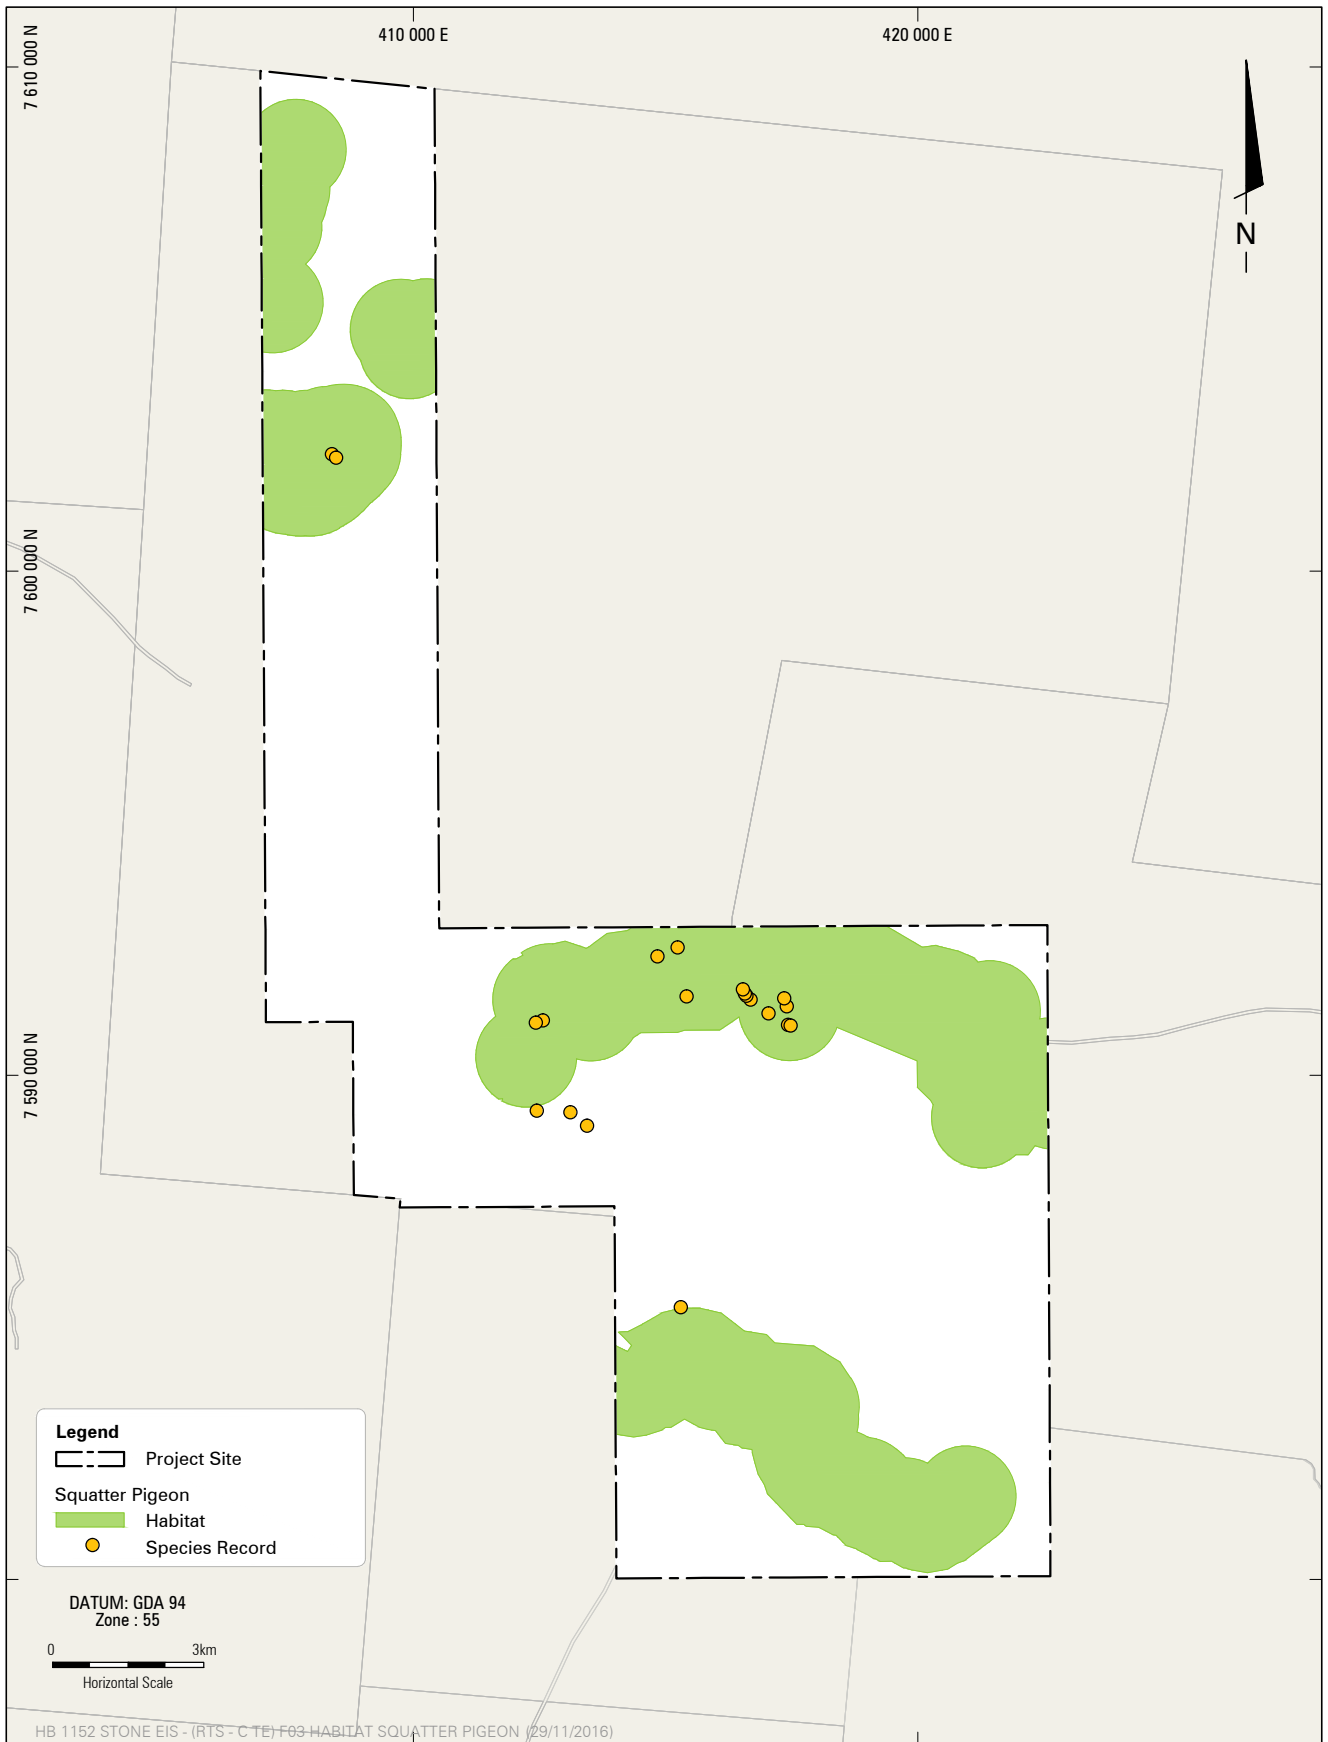 410 000 E
420 000 E
7 610 000 N
N
7 600 000 N
7 590 000 N
Legend
Project Site
Squatter Pigeon
Habitat
Species Record
DATUM: GDA 94
Zone : 55
0 3km
Horizontal Scale
HB 1152 STONE EIS - (RTS - C TE) F03 HABITAT SQUATTER PIGEON (29/11/2016)